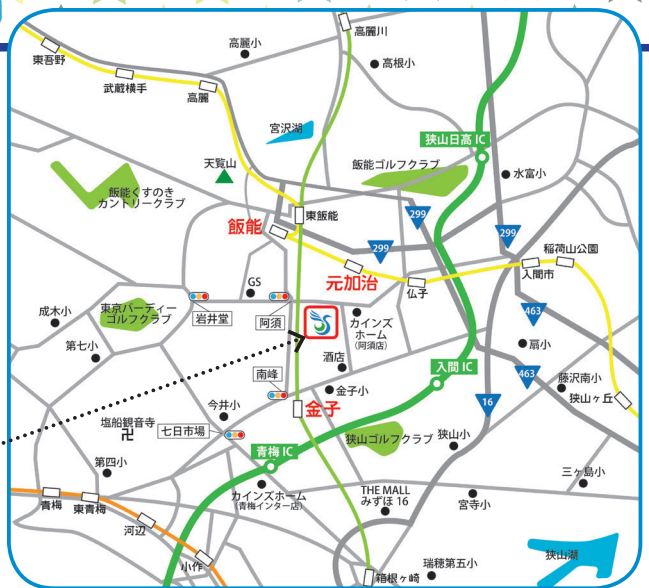 高麗川
高麗小
東吾野
高根小
武蔵横手
高麗
宮沢湖
狭山日高 IC
天覧山
飯能ゴルフクラブ
水富小
飯能くすのき
カントリークラブ
東飯能
299
飯能
299
299
稲荷山公園
元加治
入間市
仏子
GS
成木小
東京バーディー
ゴルフクラブ
岩井堂
阿須
カインズ
ホーム
(阿須店)
463
第七小
扇小
酒店
入間 IC
463
南峰
金子小
藤沢南小
狭山ヶ丘
今井小
金子
16
塩船観音寺
卍
七日市場
狭山ゴルフクラブ
狭山小
青梅 IC
第四小
三ヶ島小
カインズホーム
(青梅インター店)
THE MALL
みずほ 16
宮寺小
青梅
東青梅
河辺
小作
狭山湖
瑞穂第五小
箱根ヶ崎